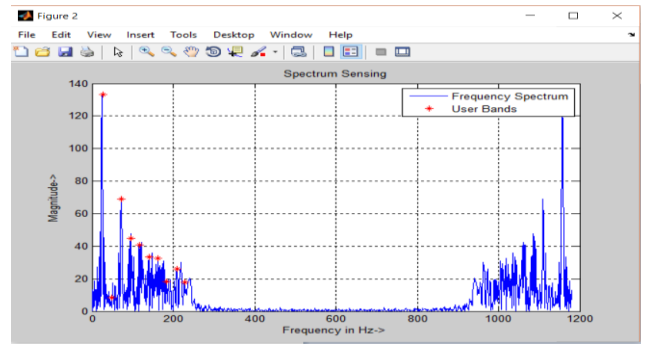 Figure 2
File Edit View Insert Tools Desktop Window Help
Spectrum Sensing
140
120
100
80
60
40
20
0
Magnitude->
Frequency Spectrum
User Bands
0 200 400 600 800 1000 1200
Frequency in Hz->